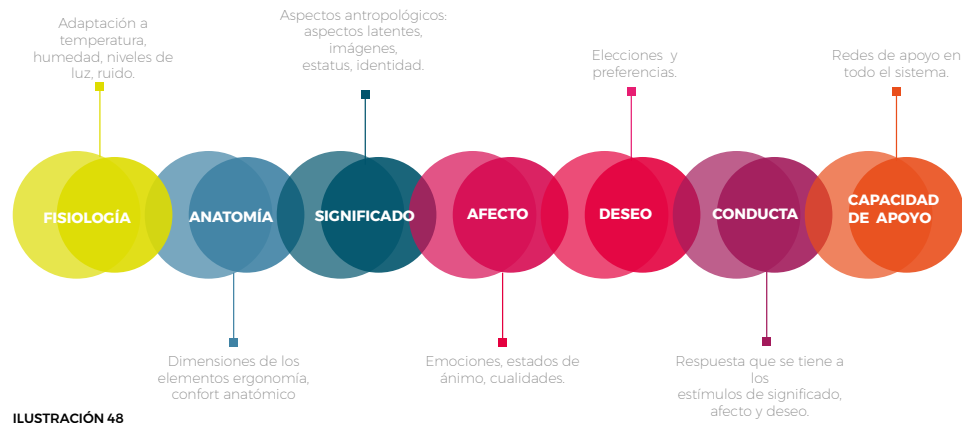 Adaptación a
temperatura,
humedad, niveles de
luz, ruido.
Aspectos antropológicos:
aspectos latentes,
imágenes,
estatus, identidad.
Elecciones y
preferencias.
Redes de apoyo en
todo el sistema.
FISIOLOGÍA
ANATOMÍA
SIGNIFICADO
AFECTO
DESEO
CONDUCTA
CAPACIDAD
DE APOYO
Dimensiones de los
elementos ergonomía,
confort anatómico
Emociones, estados de
ánimo, cualidades.
Respuesta que se tiene a
los
estímulos de significado,
afecto y deseo.
ILUSTRACIÓN 48